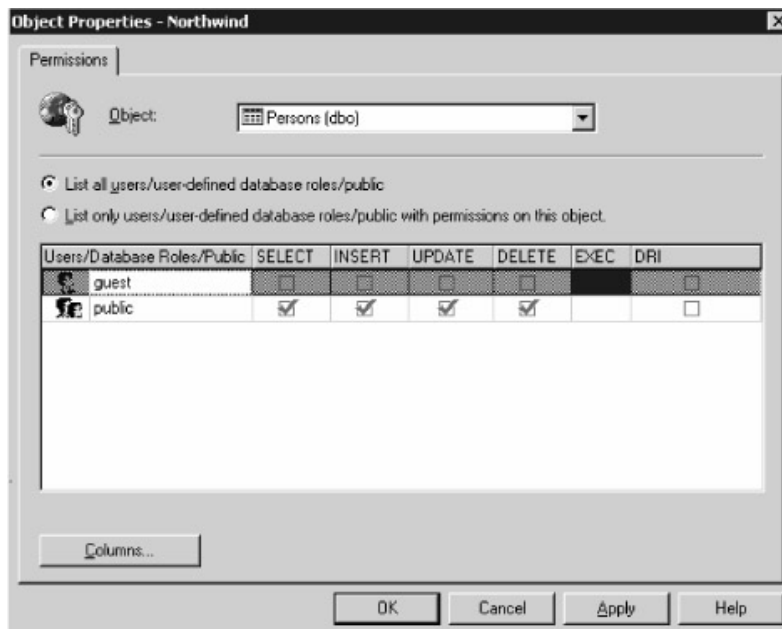 Object Properties - Northwind
Permissions
Object: Persons (dbo)
List all users/user-defined database roles/public
List only users/user-defined database roles/public with permissions on this object.
Users/Database Roles/Public SELECT INSERT UPDATE DELETE EXEC DRI
guest
public
Columns...
OK Cancel Apply Help